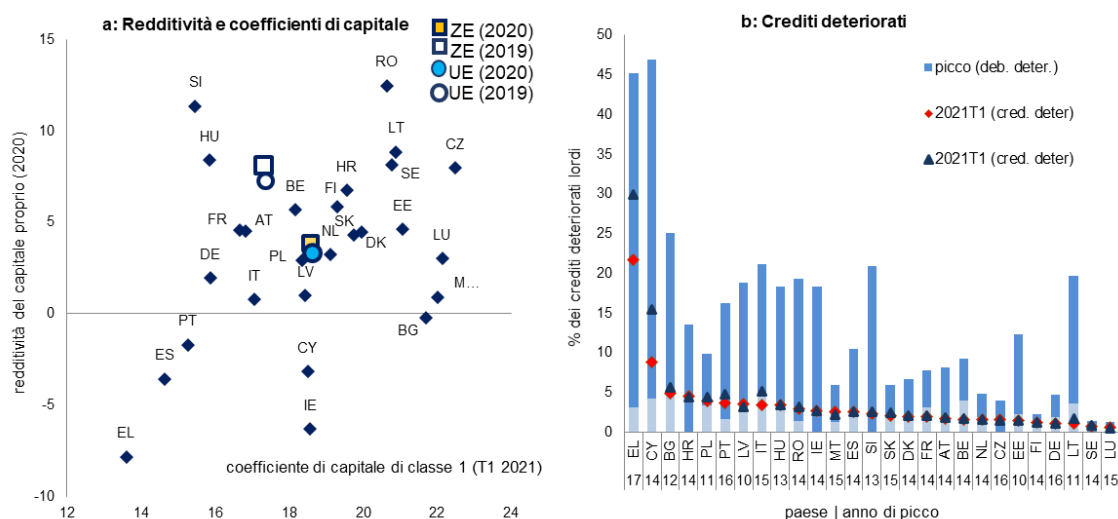 a: Redditività e coefficienti di capitale
ZE (2020)
ZE (2019)
UE (2020)
UE (2019)
redditività del capitale proprio (2020)
15
10
5
0
-5
-10
RO
SI
LT
HU
CZ
HR
SE
BE
FI
FR
AT
SK
EE
NL
DK
LU
DE
PL
IT
LV
M…
PT
BG
CY
ES
IE
EL
coefficiente di capitale di classe 1 (T1 2021)
12 14 16 18 20 22 24
b: Crediti deteriorati
% dei crediti deteriorati lordi
50
45
40
35
30
25
20
15
10
5
0
picco (deb. deter.)
2021T1 (cred. deter)
2021T1 (cred. deter)
EL CY BG HR PL PT LV IT HU RO IE MT ES SI SK DK FR AT BE NL CZ EE FI DE LT SE LU
17 14 12 14 11 16 10 15 13 14 13 15 14 13 15 14 14 15 14 14 16 10 14 16 11 14 15
paese | anno di picco